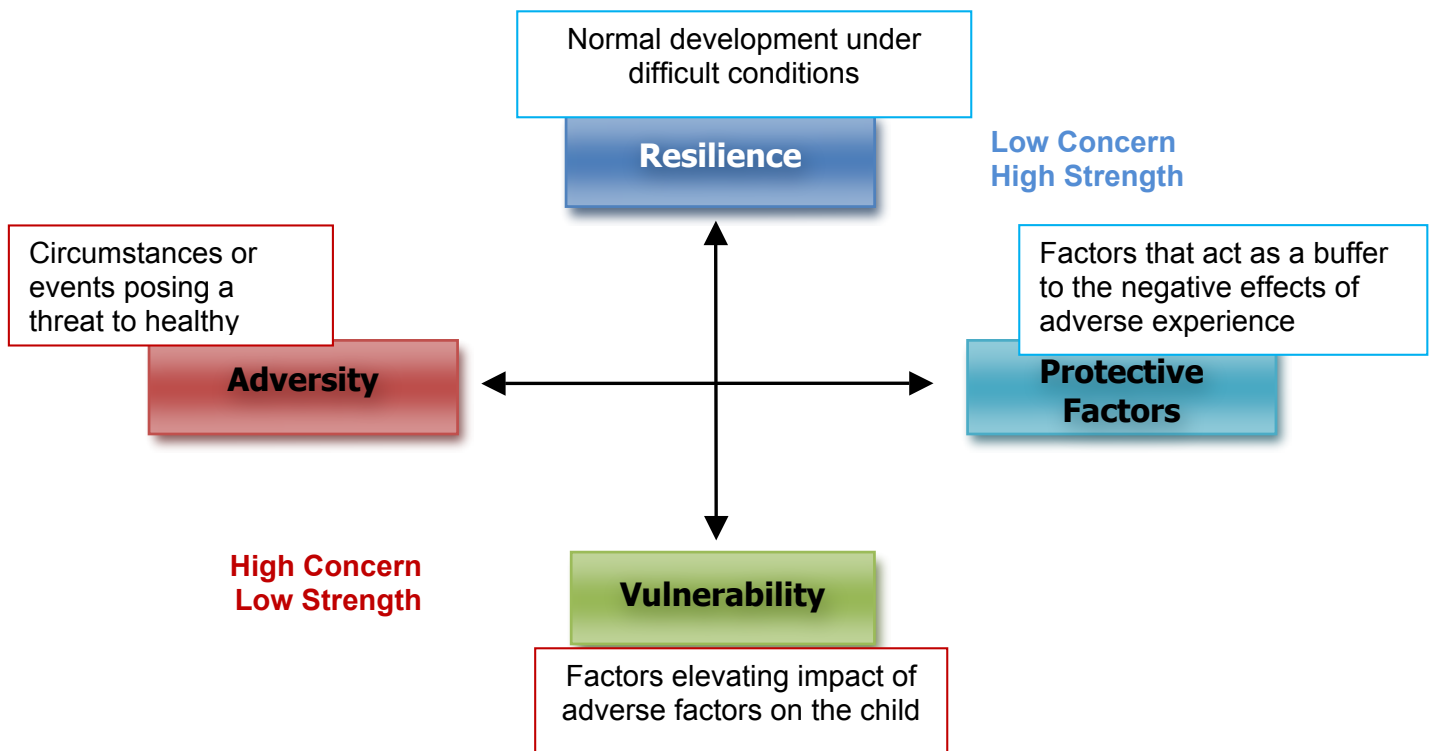 Normal development under
difficult conditions
Resilience
Low Concern
High Strength
Circumstances or
events posing a
threat to healthy
Adversity
Factors that act as a buffer
to the negative effects of
adverse experience
Protective
Factors
High Concern
Low Strength
Vulnerability
Factors elevating impact of
adverse factors on the child